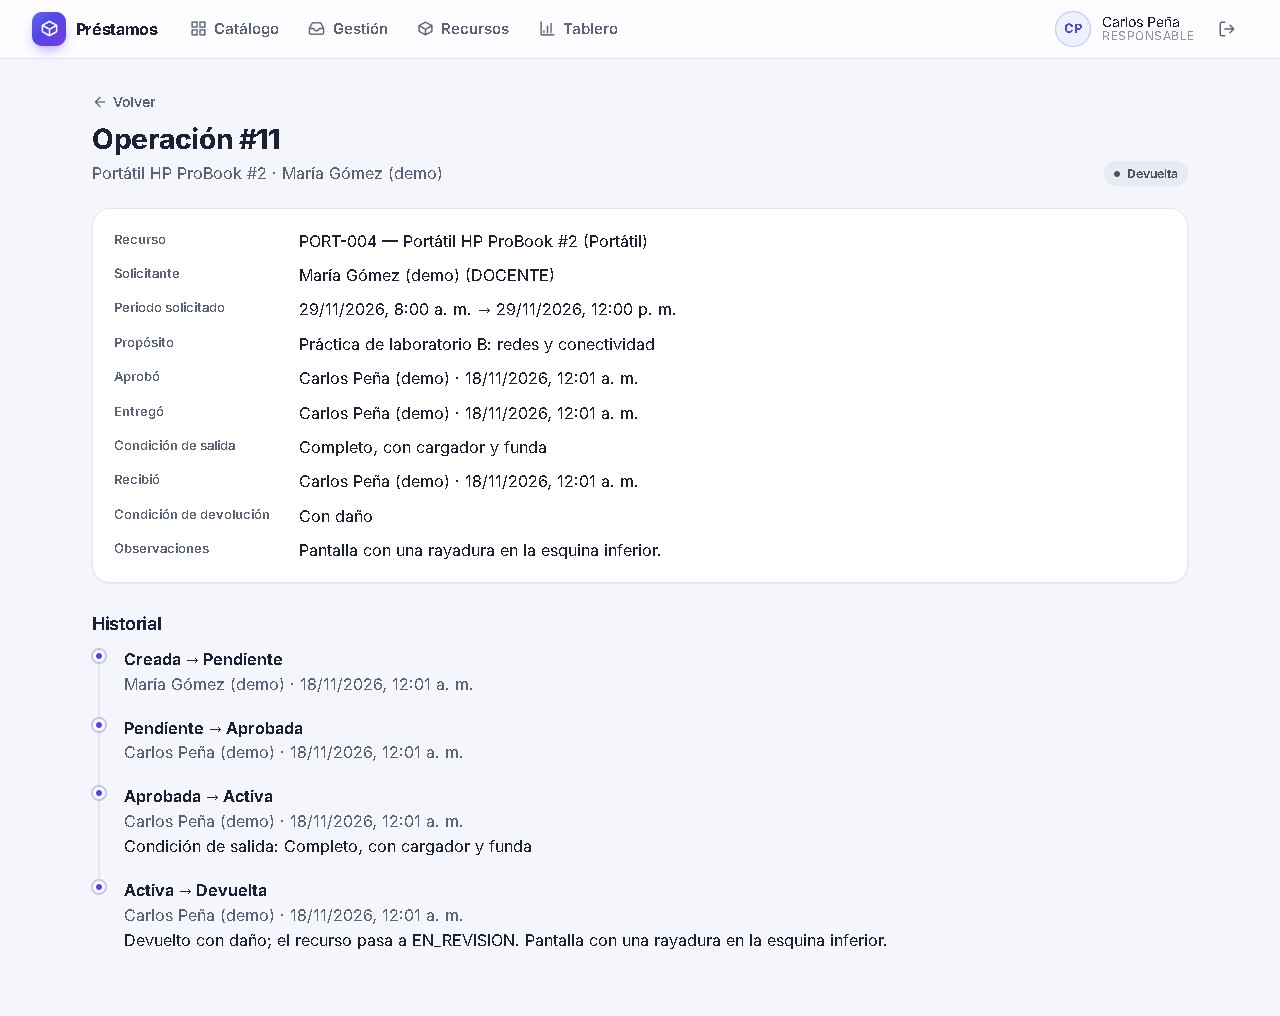 Préstamos
Catálogo
Gestión
Recursos
Tablero
CP
Carlos Peña
RESPONSABLE
Volver
Operación #11
Portátil HP ProBook #2 · María Gómez (demo)
Devuelta
Recurso
PORT-004 — Portátil HP ProBook #2 (Portátil)
Solicitante
María Gómez (demo) (DOCENTE)
Periodo solicitado
29/11/2026, 8:00 a. m. → 29/11/2026, 12:00 p. m.
Propósito
Práctica de laboratorio B: redes y conectividad
Aprobó
Carlos Peña (demo) · 18/11/2026, 12:01 a. m.
Entregó
Carlos Peña (demo) · 18/11/2026, 12:01 a. m.
Condición de salida
Completo, con cargador y funda
Recibió
Carlos Peña (demo) · 18/11/2026, 12:01 a. m.
Condición de devolución
Con daño
Observaciones
Pantalla con una rayadura en la esquina inferior.
Historial
Creada → Pendiente
María Gómez (demo) · 18/11/2026, 12:01 a. m.
Pendiente → Aprobada
Carlos Peña (demo) · 18/11/2026, 12:01 a. m.
Aprobada → Activa
Carlos Peña (demo) · 18/11/2026, 12:01 a. m.
Condición de salida: Completo, con cargador y funda
Activa → Devuelta
Carlos Peña (demo) · 18/11/2026, 12:01 a. m.
Devuelto con daño; el recurso pasa a EN_REVISION. Pantalla con una rayadura en la esquina inferior.